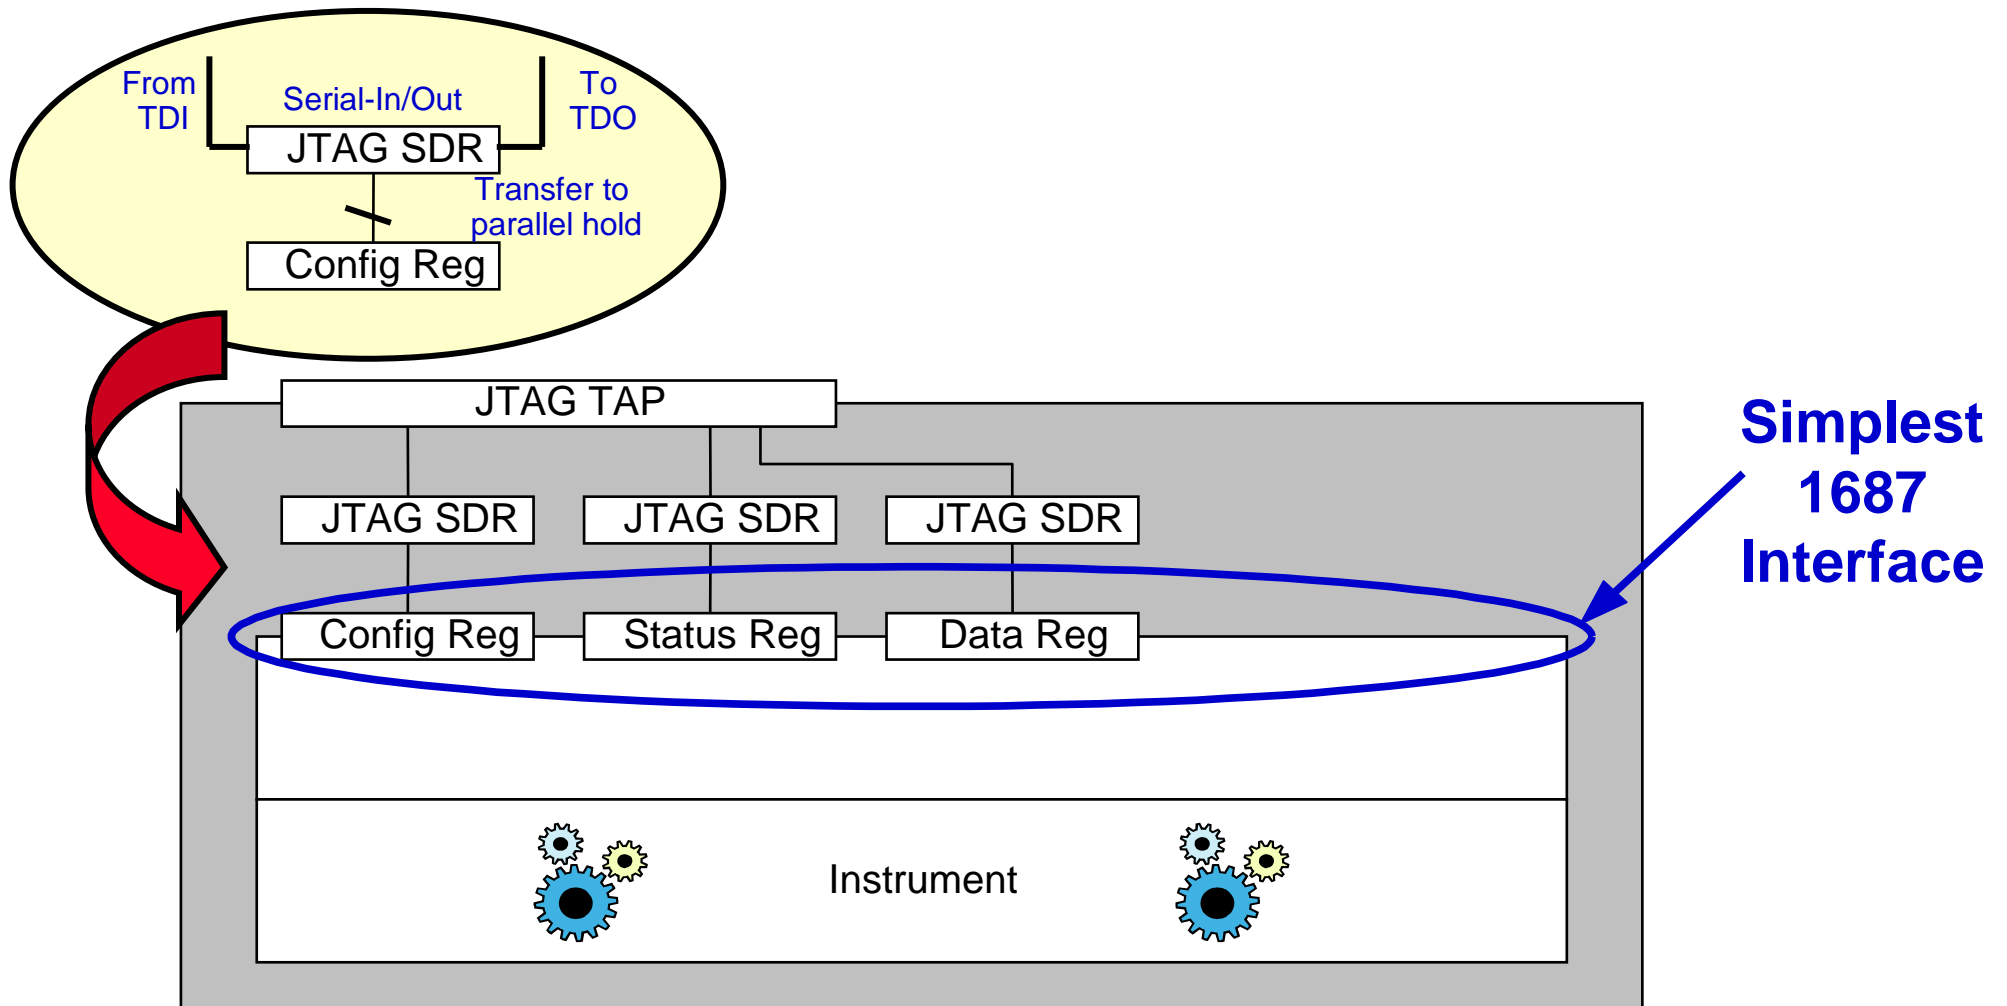 From
TDI
Serial-In/Out
To
TDO
JTAG SDR
Transfer to
parallel hold
Config Reg
JTAG TAP
JTAG SDR
JTAG SDR
JTAG SDR
Config Reg
Status Reg
Data Reg
Simplest
1687
Interface
Instrument